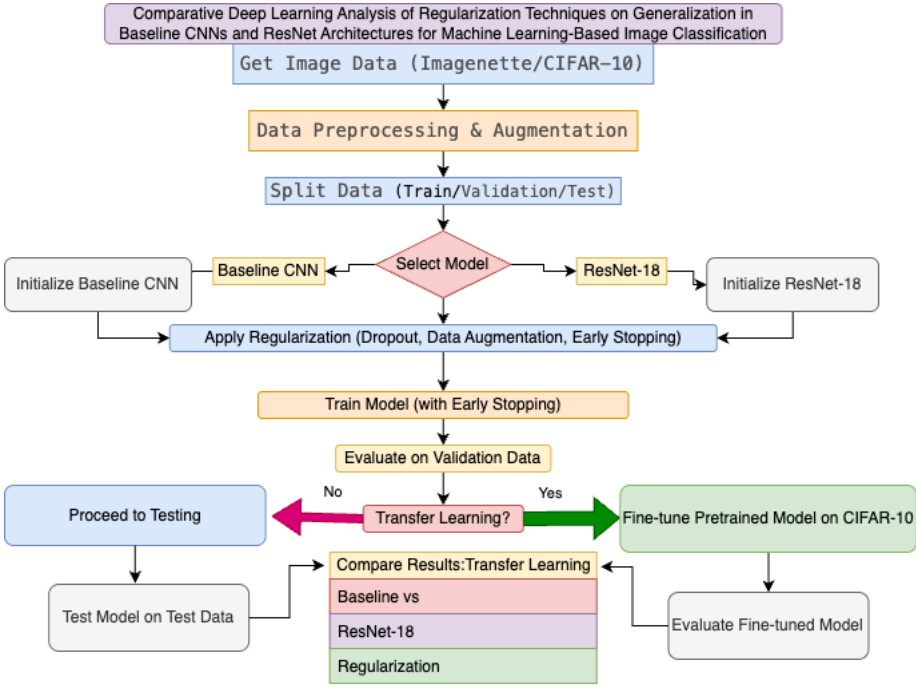 Comparative Deep Learning Analysis of Regularization Techniques on Generalization in
Baseline CNNs and ResNet Architectures for Machine Learning-Based Image Classification
Get Image Data (Imagenette/CIFAR-10)
Data Preprocessing & Augmentation
Split Data (Train/Validation/Test)
Select Model
Baseline CNN
ResNet-18
Initialize Baseline CNN
Initialize ResNet-18
Apply Regularization (Dropout, Data Augmentation, Early Stopping)
Train Model (with Early Stopping)
Evaluate on Validation Data
No
Yes
Transfer Learning?
Proceed to Testing
Fine-tune Pretrained Model on CIFAR-10
Compare Results:Transfer Learning
Baseline vs
ResNet-18
Regularization
Test Model on Test Data
Evaluate Fine-tuned Model